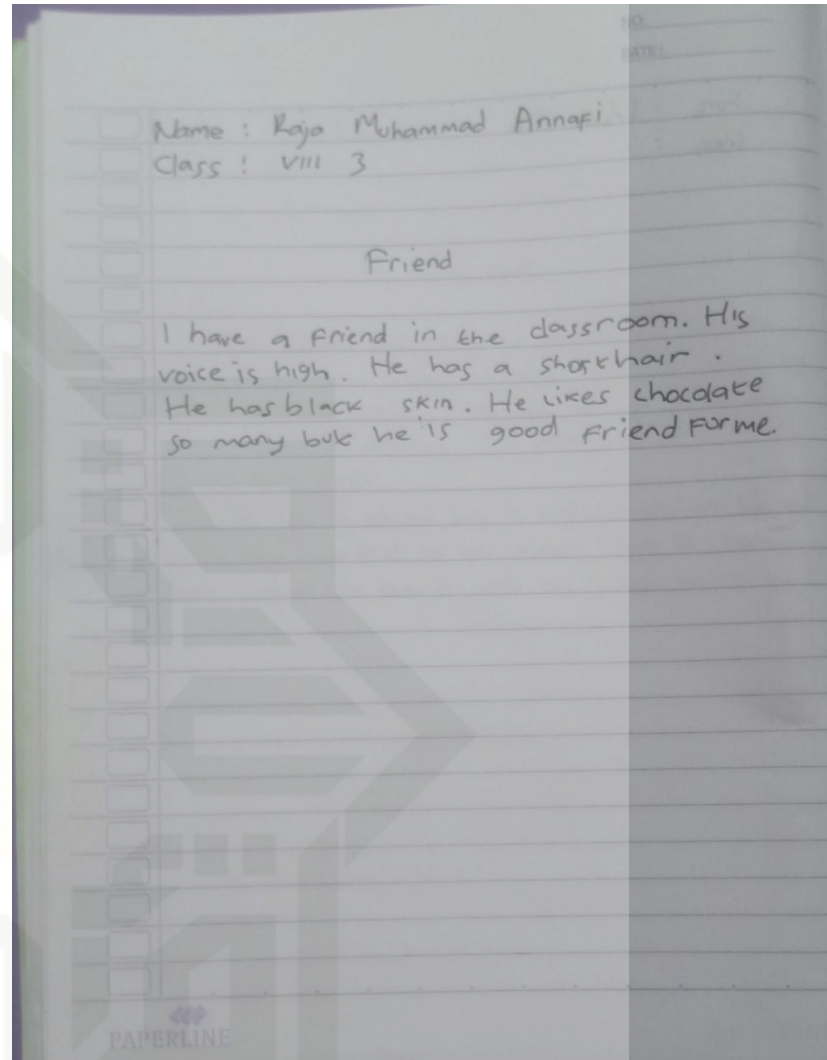 NO.
DATE:
Name : Raja Muhammad Annafi
Class : VIII 3
Friend
I have a friend in the classroom. His
voice is high. He has a short hair.
He has black skin. He likes chocolate
so many but he is good friend for me.
PAPERLINE